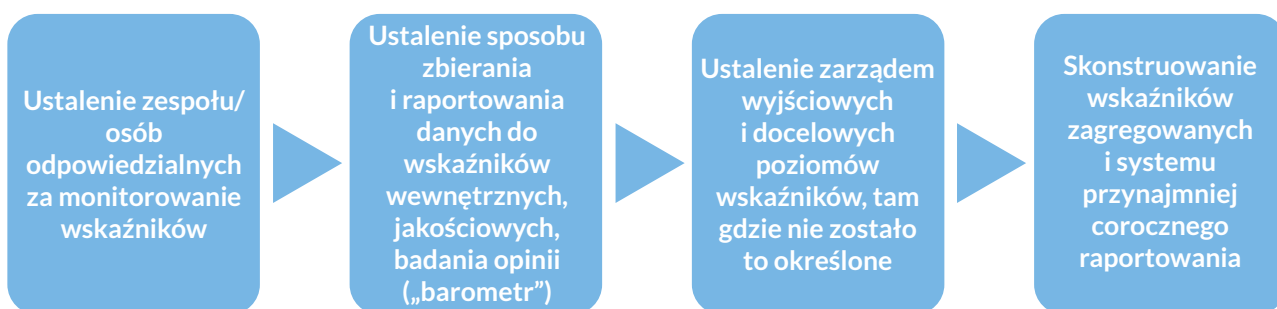 Ustalenie zespołu/
osób
odpowiedzialnych
za monitorowanie
wskaźników
Ustalenie sposobu
zbierania
i raportowania
danych do
wskaźników
wewnętrznych,
jakościowych,
badania opinii
(„barometr”)
Ustalenie zarządem
wyjściowych
i docelowych
poziomów
wskaźników, tam
gdzie nie zostało
to określone
Skonstruowanie
wskaźników
zagregowanych
i systemu
przynajmniej
corocznego
raportowania